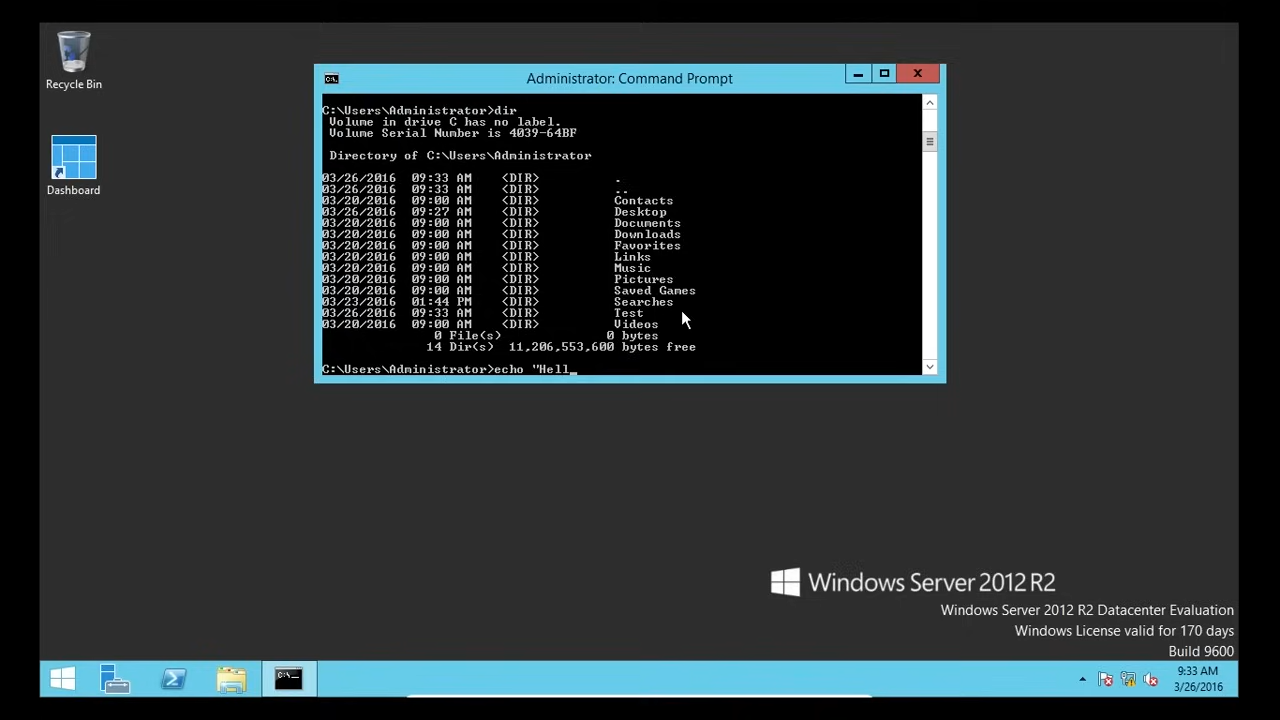 Recycle Bin
Dashboard
Administrator: Command Prompt
C:\Users\Administrator>dir
Volume in drive C has no label.
Volume Serial Number is 4039-64BF
Directory of C:\Users\Administrator
03/26/2016 09:33 AM <DIR> .
03/26/2016 09:33 AM <DIR> ..
03/20/2016 09:00 AM <DIR> Contacts
03/26/2016 09:27 AM <DIR> Desktop
03/20/2016 09:00 AM <DIR> Documents
03/20/2016 09:00 AM <DIR> Downloads
03/20/2016 09:00 AM <DIR> Favorites
03/20/2016 09:00 AM <DIR> Links
03/20/2016 09:00 AM <DIR> Music
03/20/2016 09:00 AM <DIR> Pictures
03/20/2016 09:00 AM <DIR> Saved Games
03/23/2016 01:44 PM <DIR> Searches
03/26/2016 09:33 AM <DIR> Test
03/20/2016 09:00 AM <DIR> Videos
0 File(s) 0 bytes
14 Dir(s) 11,206,553,600 bytes free
C:\Users\Administrator>echo "Hell_
Windows Server 2012 R2
Windows Server 2012 R2 Datacenter Evaluation
Windows License valid for 170 days
Build 9600
9:33 AM
3/26/2016